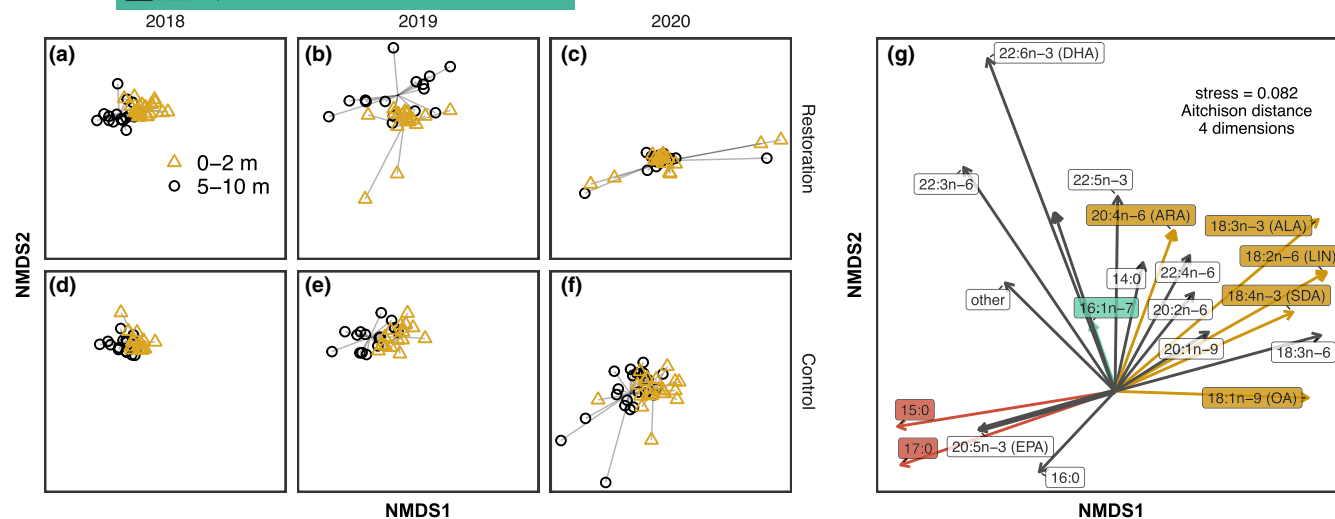 2018
2019
2020
(a)
(b)
(c)
0–2 m
5–10 m
Restoration
(d)
(e)
(f)
Control
NMDS2
NMDS1
(g)
22:6n−3 (DHA)
stress = 0.082
Aitchison distance
4 dimensions
22:3n−6
22:5n−3
20:4n−6 (ARA)
18:3n−3 (ALA)
18:2n−6 (LIN)
14:0
22:4n−6
18:4n−3 (SDA)
other
16:1n−7
20:2n−6
20:1n−9
18:3n−6
18:1n−9 (OA)
15:0
17:0
20:5n−3 (EPA)
16:0
NMDS2
NMDS1